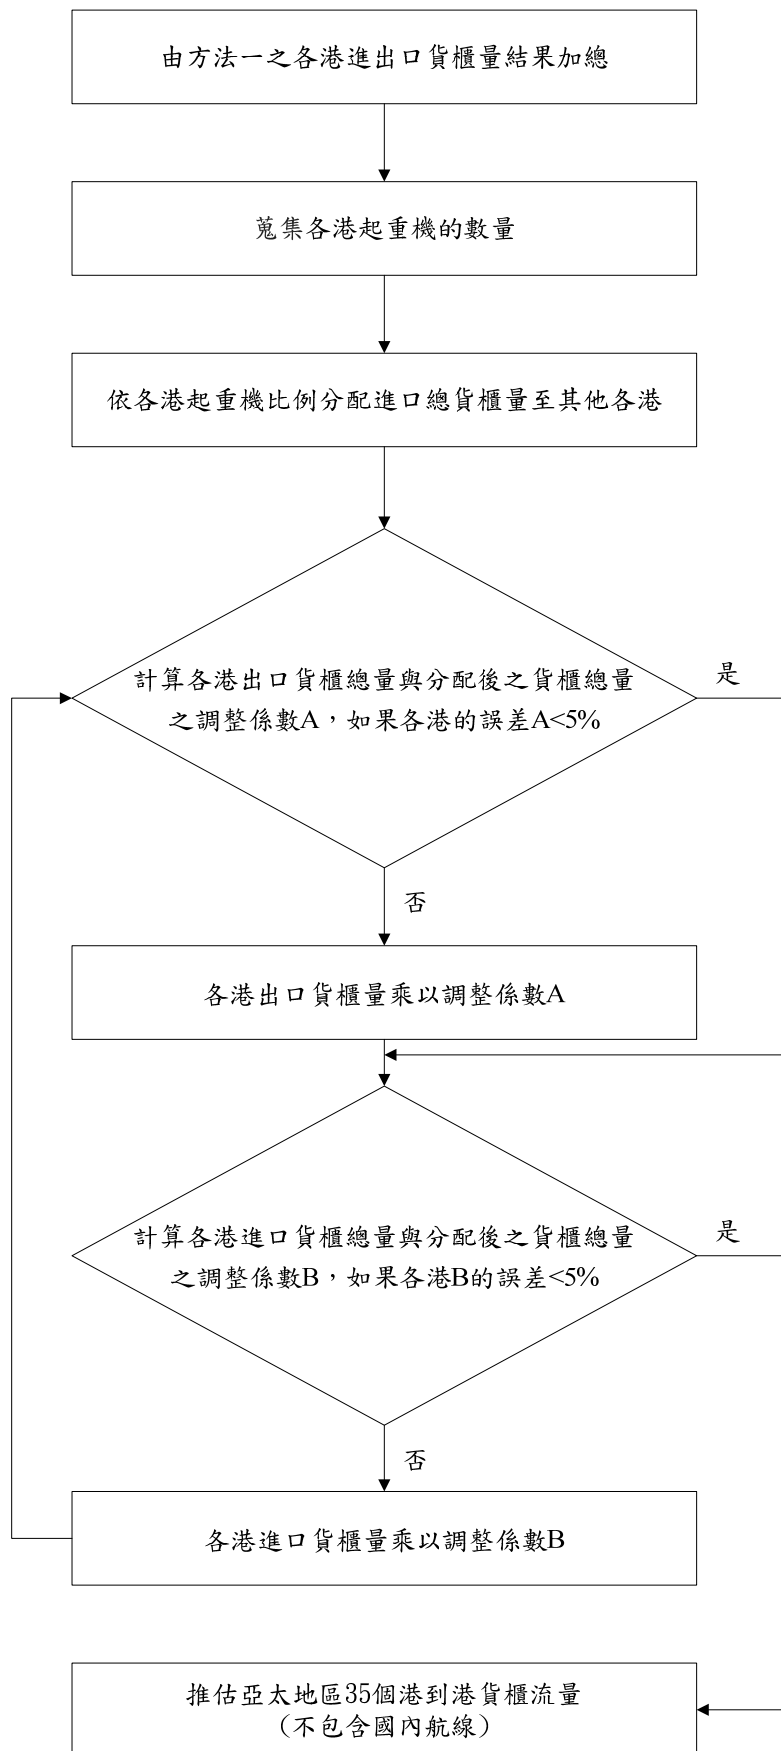 由方法一之各港進出口貨櫃量結果加總
蒐集各港起重機的數量
依各港起重機比例分配進口總貨櫃量至其他各港
計算各港出口貨櫃總量與分配後之貨櫃總量
之調整係數A，如果各港的誤差A<5%
是
否
各港出口貨櫃量乘以調整係數A
計算各港進口貨櫃總量與分配後之貨櫃總量
之調整係數B，如果各港B的誤差<5%
是
否
各港進口貨櫃量乘以調整係數B
推估亞太地區35個港到港貨櫃流量
（不包含國內航線）